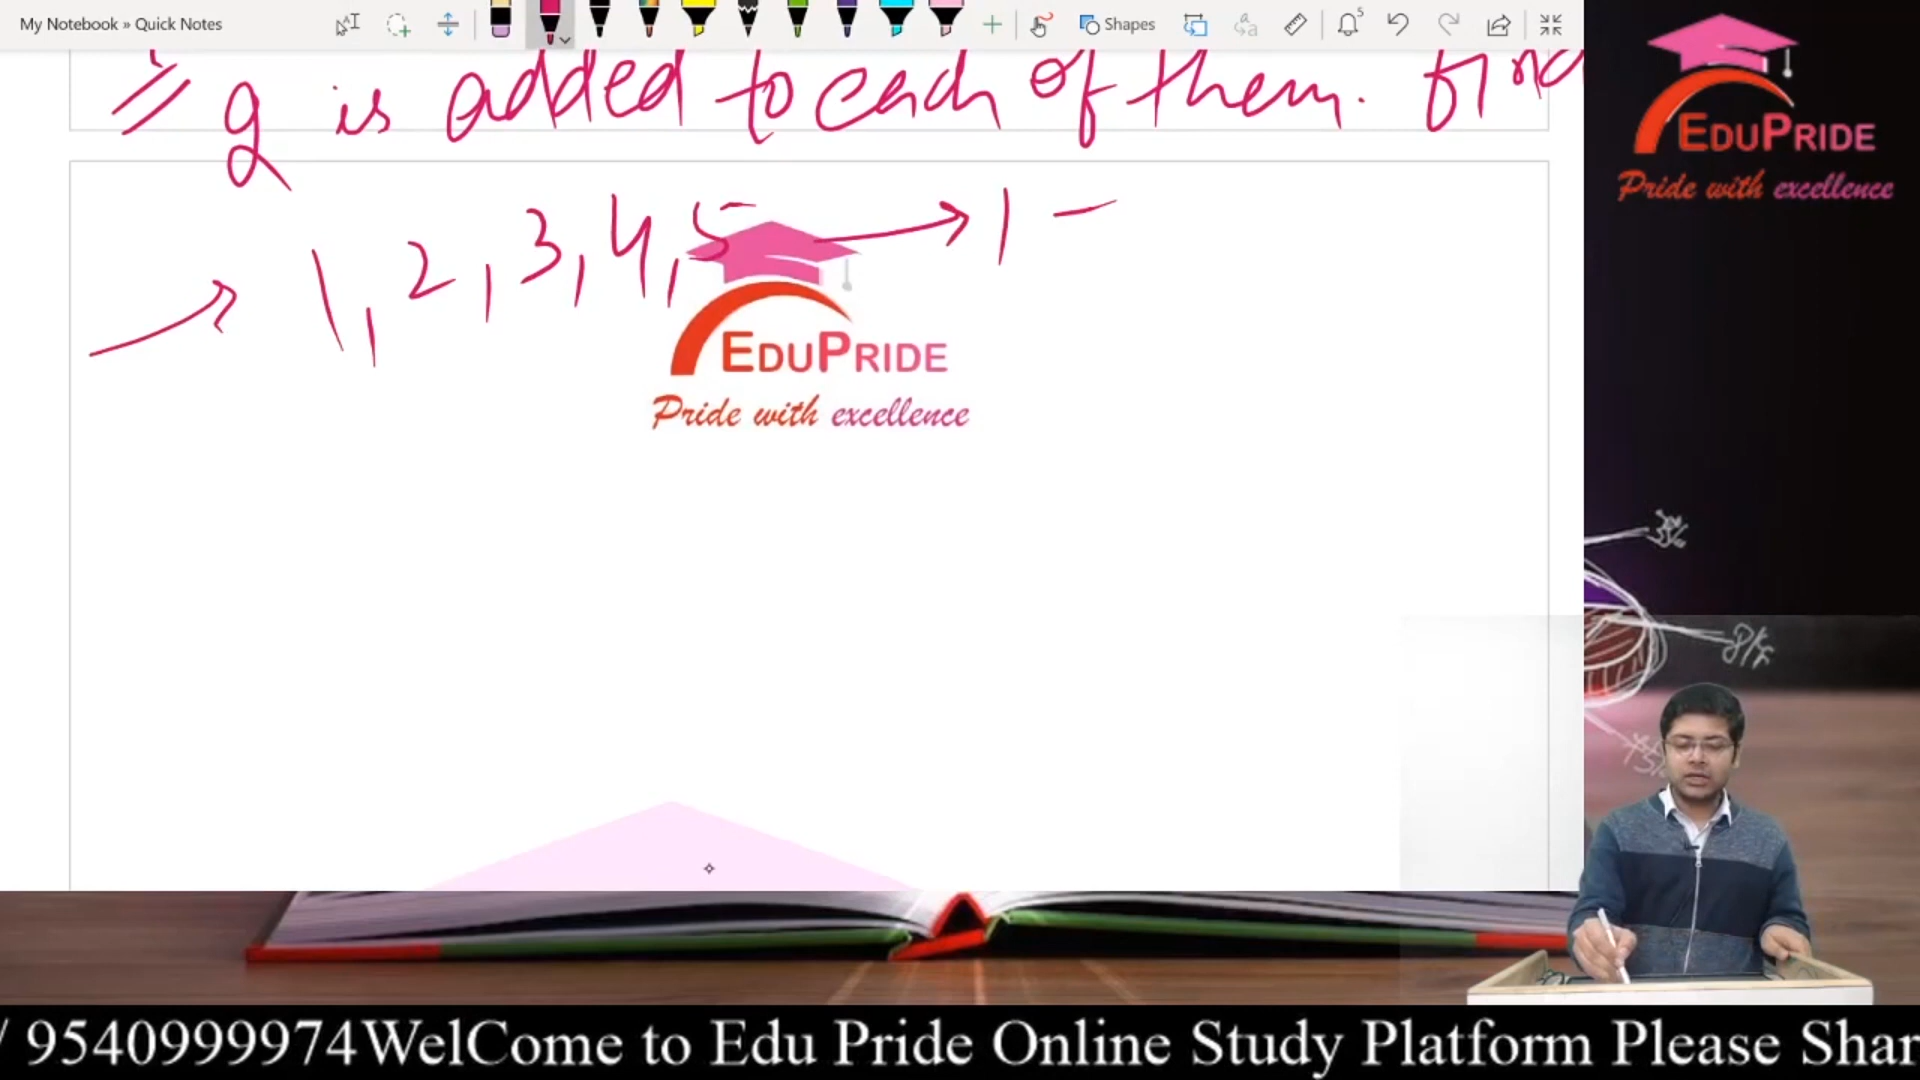 My Notebook » Quick Notes
Shapes
5
is added to each of them. find
1, 2, 3, 4, 5 → 1 –
EDUPRIDE
Pride with excellence
EDUPRIDE
Pride with excellence
/ 9540999974WelCome to Edu Pride Online Study Platform Please Shar